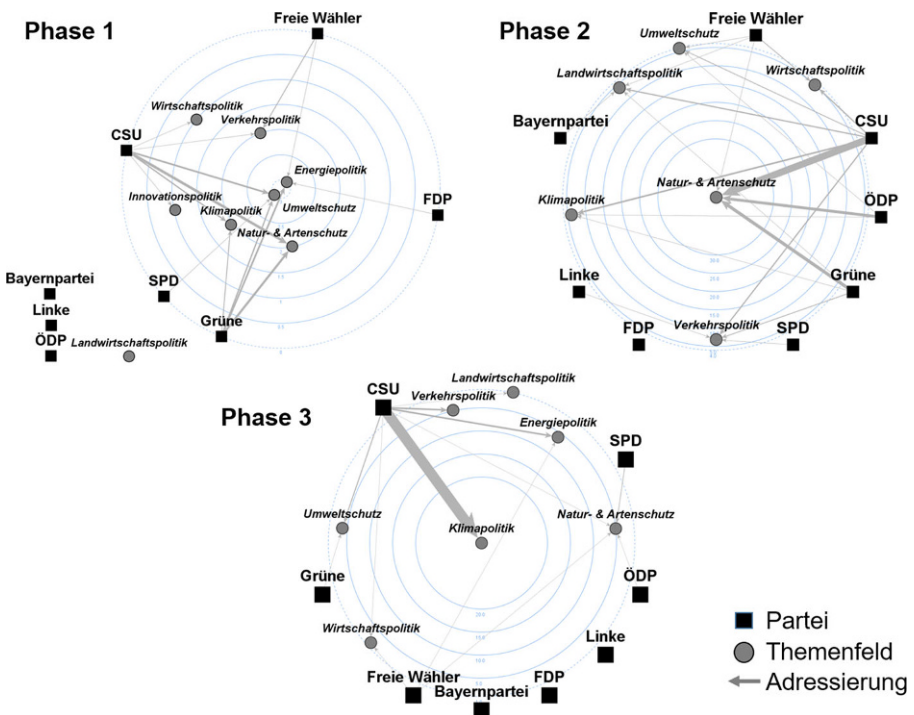 Phase 1
Freie Wähler
Wirtschaftspolitik
Verkehrspolitik
CSU
Energiepolitik
Innovationspolitik
Umweltschutz
Klimapolitik
FDP
Natur- & Artenschutz
Bayernpartei
SPD
Linke
Grüne
ÖDP
Landwirtschaftspolitik
Phase 2
Freie Wähler
Umweltschutz
Landwirtschaftspolitik
Wirtschaftspolitik
Bayernpartei
CSU
Natur- & Artenschutz
Klimapolitik
ÖDP
Linke
Grüne
FDP
Verkehrspolitik
SPD
Phase 3
CSU
Landwirtschaftspolitik
Verkehrspolitik
Energiepolitik
SPD
Umweltschutz
Klimapolitik
Natur- & Artenschutz
Grüne
ÖDP
Wirtschaftspolitik
Linke
Freie Wähler
Bayernpartei
FDP
Partei
Themenfeld
Adressierung